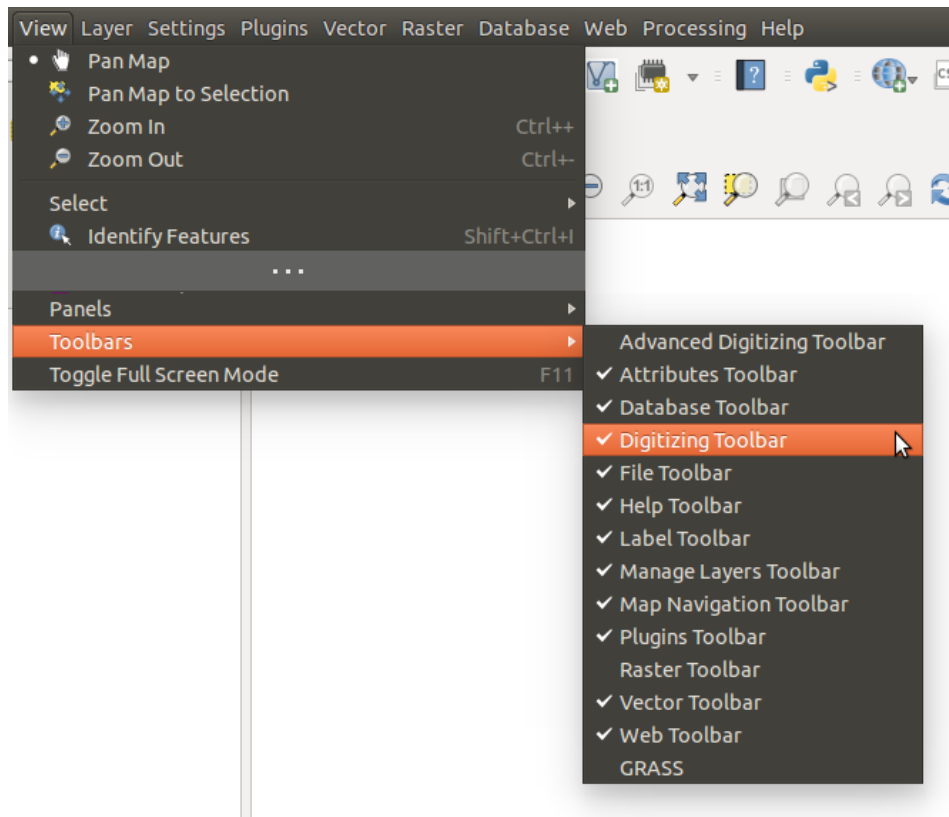 View Layer Settings Plugins Vector Raster Database Web Processing Help
Pan Map
Pan Map to Selection
Zoom In Ctrl++
Zoom Out Ctrl+-
1:1
Select
Identify Features Shift+Ctrl+I
...
Panels
Toolbars
Toggle Full Screen Mode F11
Advanced Digitizing Toolbar
Attributes Toolbar
Database Toolbar
Digitizing Toolbar
File Toolbar
Help Toolbar
Label Toolbar
Manage Layers Toolbar
Map Navigation Toolbar
Plugins Toolbar
Raster Toolbar
Vector Toolbar
Web Toolbar
GRASS